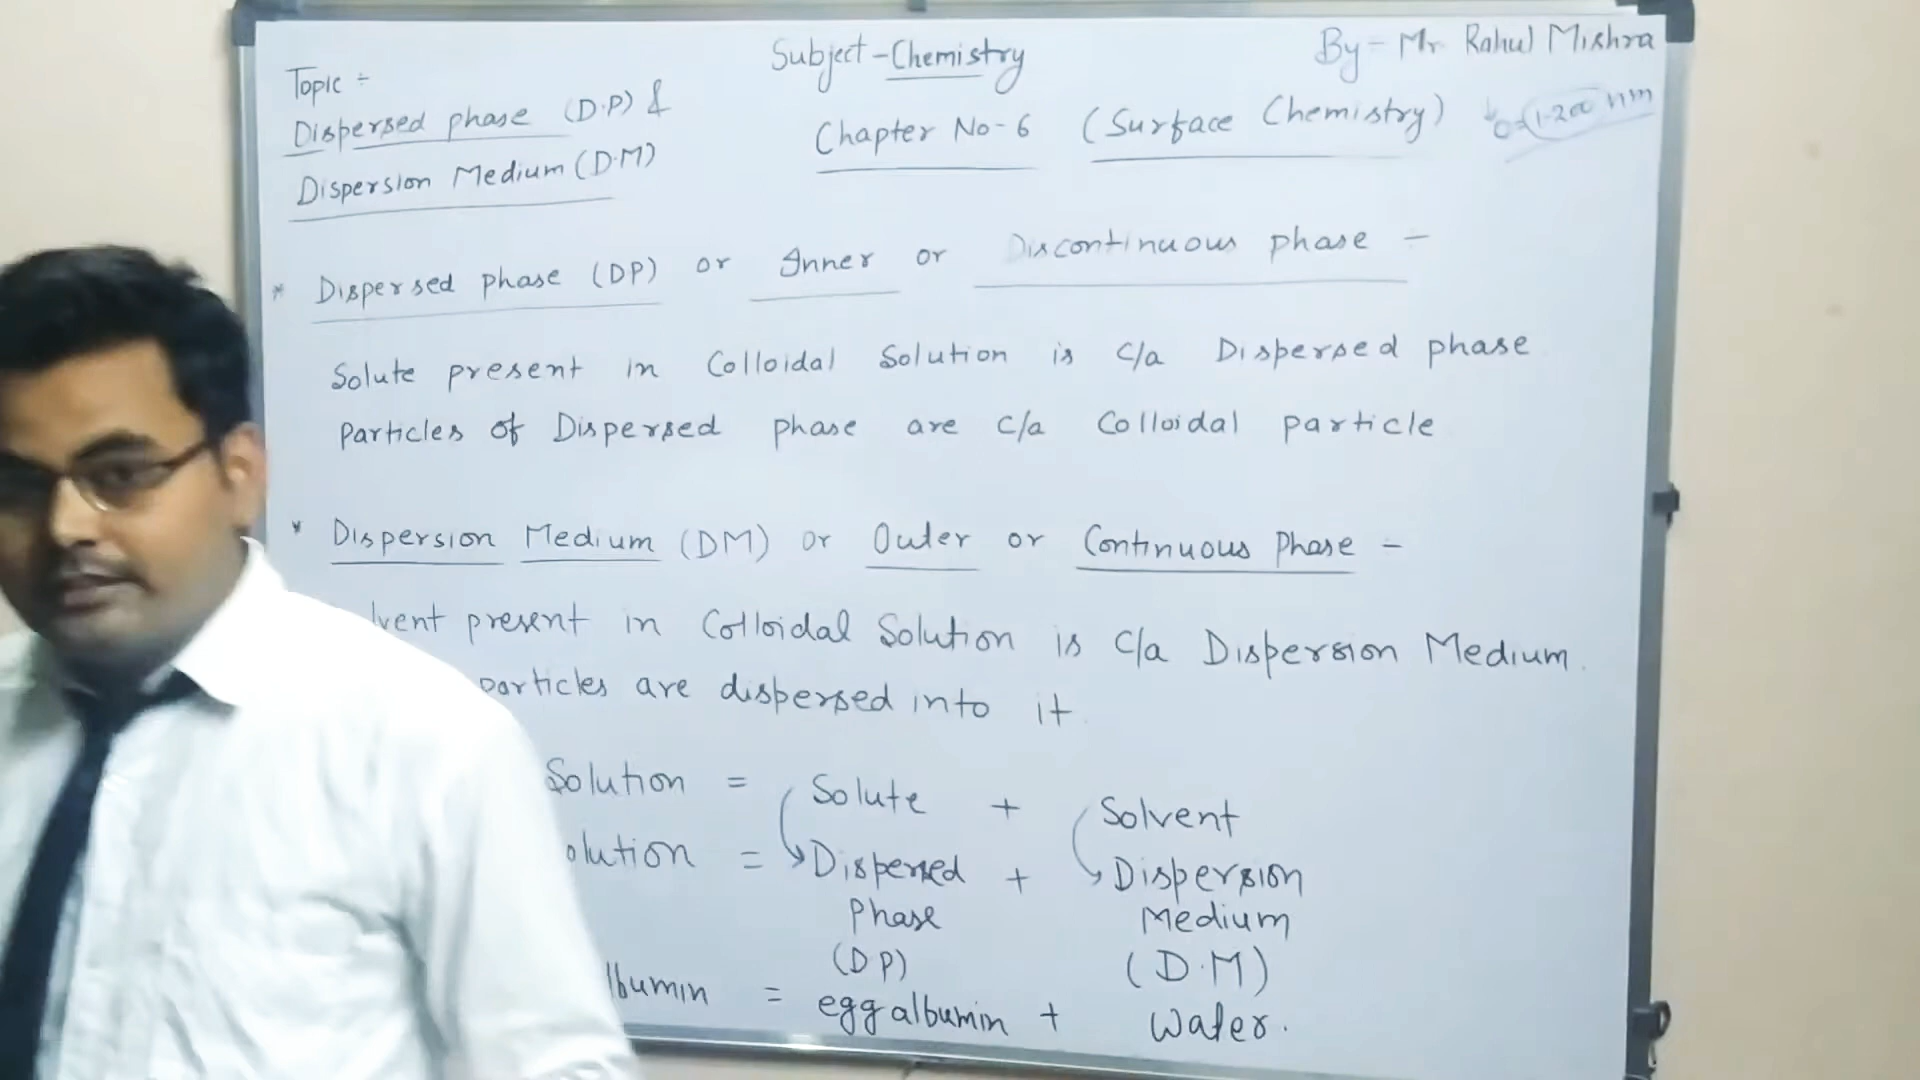 Subject - Chemistry
By - Mr Rahul Mishra
Topic -
Dispersed phase (D.P) &
Dispersion Medium (D.M)
Chapter No-6 (Surface Chemistry)
1-200 nm
* Dispersed phase (DP) or Inner or Discontinuous phase -
Solute present in Colloidal Solution is c/a Dispersed phase
Particles of Dispersed phase are c/a Colloidal particle
* Dispersion Medium (DM) or Outer or Continuous Phase -
lvent present in Colloidal Solution is c/a Dispersion Medium.
particles are dispersed into it.
Solution = Solute + Solvent
olution = Dispersed + Dispersion
Phase Medium
(DP) (D.M)
lbumin = egg albumin + Water.